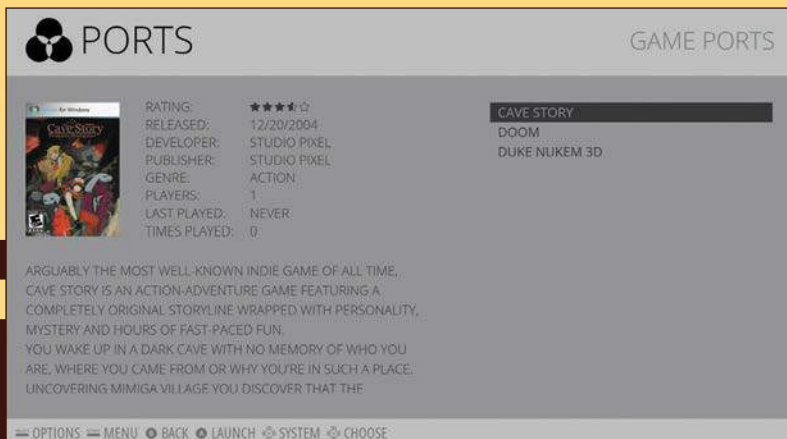 PORTS
GAME PORTS
for Windows
Cave Story
RATING:
RELEASED: 12/20/2004
DEVELOPER: STUDIO PIXEL
PUBLISHER: STUDIO PIXEL
GENRE: ACTION
PLAYERS: 1
LAST PLAYED: NEVER
TIMES PLAYED: 0
CAVE STORY
DOOM
DUKE NUKEM 3D
ARGUABLY THE MOST WELL-KNOWN INDIE GAME OF ALL TIME,
CAVE STORY IS AN ACTION-ADVENTURE GAME FEATURING A
COMPLETELY ORIGINAL STORYLINE WRAPPED WITH PERSONALITY,
MYSTERY AND HOURS OF FAST-PACED FUN.
YOU WAKE UP IN A DARK CAVE WITH NO MEMORY OF WHO YOU
ARE, WHERE YOU CAME FROM OR WHY YOU'RE IN SUCH A PLACE.
UNCOVERING MIMIGA VILLAGE YOU DISCOVER THAT THE
OPTIONS MENU BACK LAUNCH SYSTEM CHOOSE